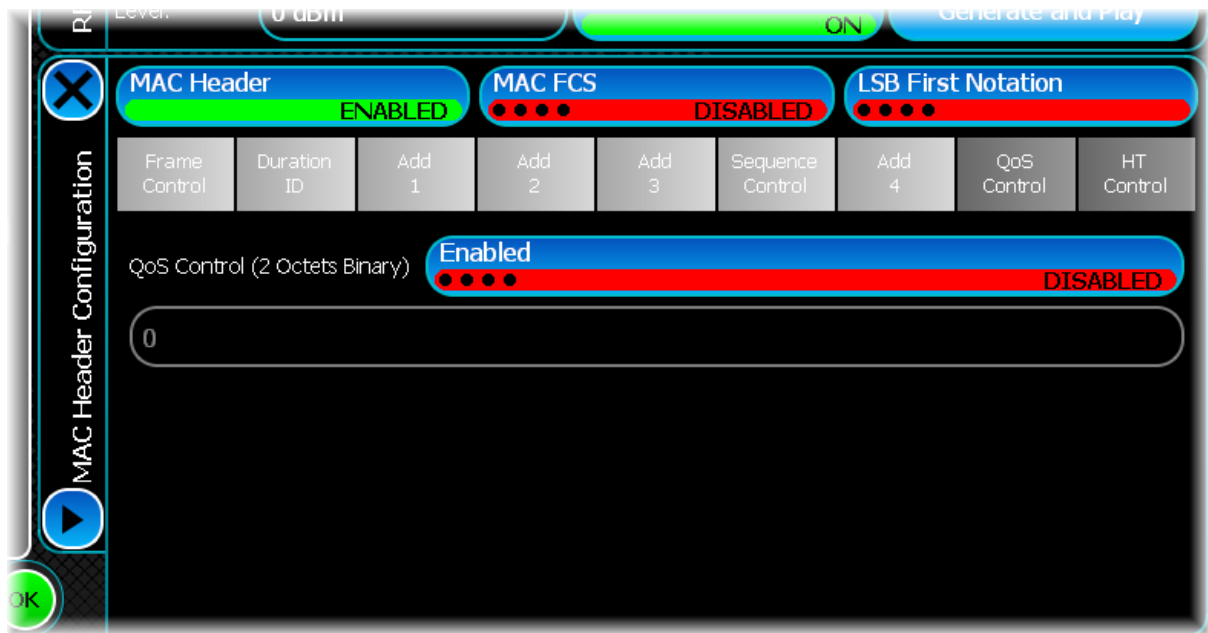 RF
Level:
0 dBm
ON
Generate and Play
MAC Header
ENABLED
MAC FCS
DISABLED
LSB First Notation
MAC Header Configuration
Frame
Control
Duration
ID
Add
1
Add
2
Add
3
Sequence
Control
Add
4
QoS
Control
HT
Control
QoS Control (2 Octets Binary)
Enabled
DISABLED
0
OK